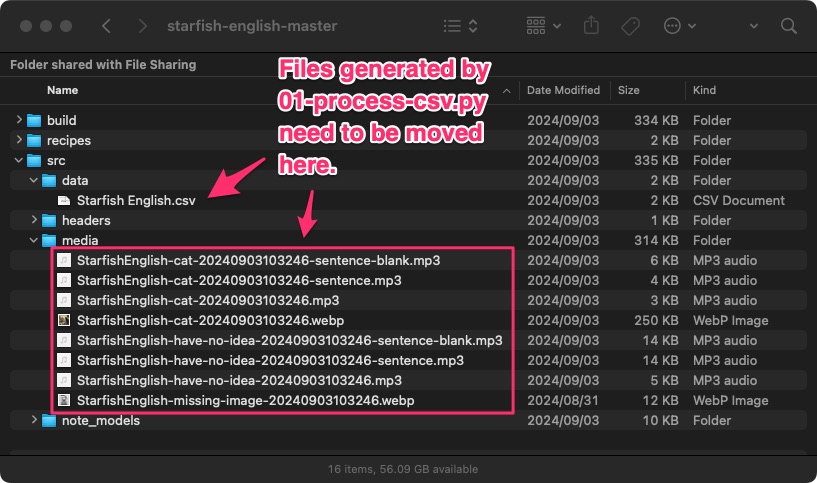 starfish-english-master
Folder shared with File Sharing
Files generated by
01-process-csv.py
need to be moved
here.
Name Date Modified Size Kind
build 2024/09/03 334 KB Folder
recipes 2024/09/03 2 KB Folder
src 2024/09/03 335 KB Folder
data 2024/09/03 2 KB Folder
Starfish English.csv 2024/09/03 2 KB CSV Document
headers 2024/09/03 1 KB Folder
media 2024/09/03 314 KB Folder
StarfishEnglish-cat-20240903103246-sentence-blank.mp3 2024/09/03 6 KB MP3 audio
StarfishEnglish-cat-20240903103246-sentence.mp3 2024/09/03 4 KB MP3 audio
StarfishEnglish-cat-20240903103246.mp3 2024/09/03 3 KB MP3 audio
StarfishEnglish-cat-20240903103246.webp 2024/09/03 250 KB WebP Image
StarfishEnglish-have-no-idea-20240903103246-sentence-blank.mp3 2024/09/03 14 KB MP3 audio
StarfishEnglish-have-no-idea-20240903103246-sentence.mp3 2024/09/03 14 KB MP3 audio
StarfishEnglish-have-no-idea-20240903103246.mp3 2024/09/03 5 KB MP3 audio
StarfishEnglish-missing-image-20240903103246.webp 2024/08/31 12 KB WebP Image
note_models 2024/09/03 10 KB Folder
16 items, 56.09 GB available